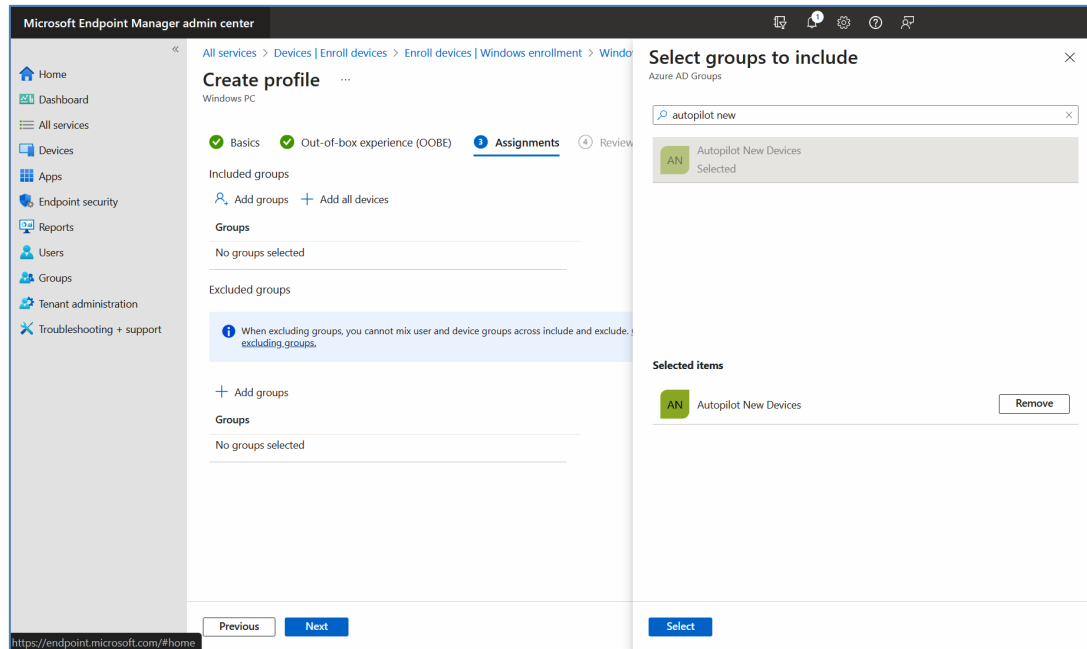 Microsoft Endpoint Manager admin center
1
«
Home
Dashboard
All services
Devices
Apps
Endpoint security
Reports
Users
Groups
Tenant administration
Troubleshooting + support
All services > Devices | Enroll devices > Enroll devices | Windows enrollment > Windo
Create profile ...
Windows PC
Basics
Out-of-box experience (OOBE)
3 Assignments
4 Review
Included groups
Add groups
+ Add all devices
Groups
No groups selected
Excluded groups
When excluding groups, you cannot mix user and device groups across include and exclude.
excluding groups.
+ Add groups
Groups
No groups selected
Previous
Next
https://endpoint.microsoft.com/#home
Select groups to include
Azure AD Groups
autopilot new
AN
Autopilot New Devices
Selected
Selected items
AN
Autopilot New Devices
Remove
Select